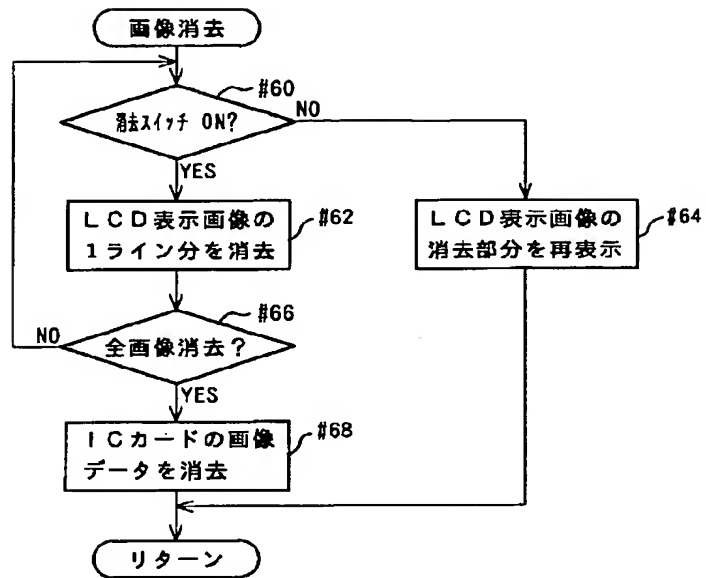 画像消去
#60
消去スイッチ ON?
NO
YES
LCD表示画像の
1ライン分を消去
#62
LCD表示画像の
消去部分を再表示
#64
#66
NO
全画像消去?
YES
ICカードの画像
データを消去
#68
リターン